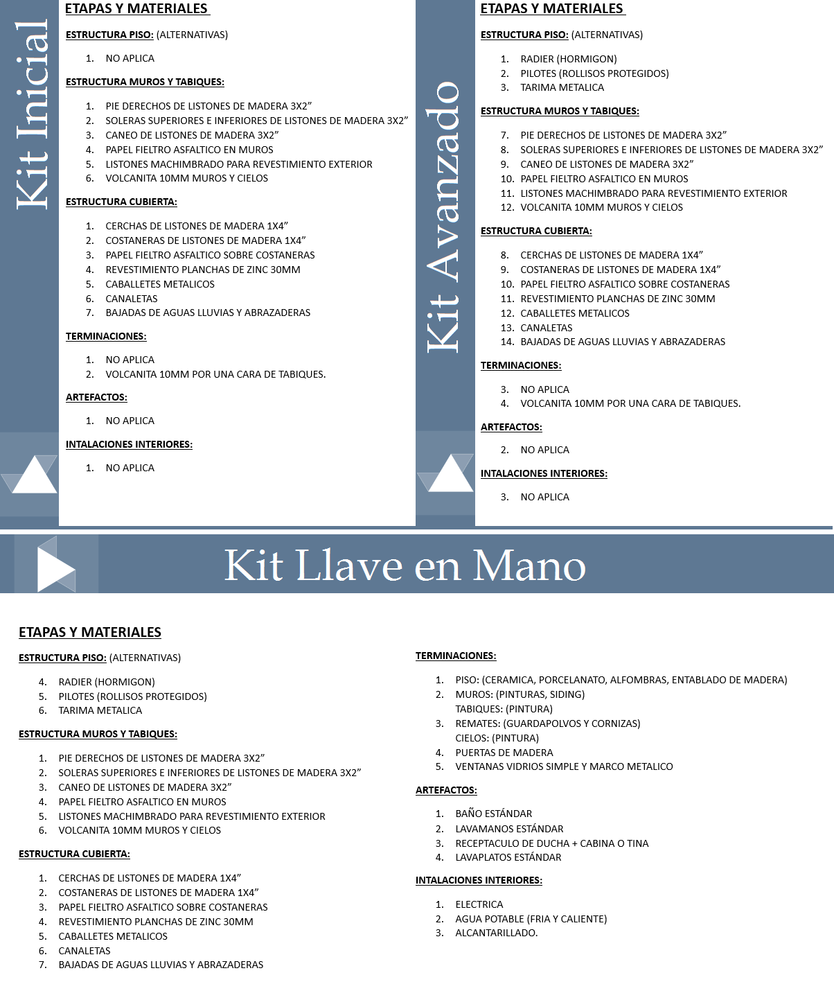 Kit Inicial
ETAPAS Y MATERIALES
ESTRUCTURA PISO: (ALTERNATIVAS)
1. NO APLICA
ESTRUCTURA MUROS Y TABIQUES:
1. PIE DERECHOS DE LISTONES DE MADERA 3X2”
2. SOLERAS SUPERIORES E INFERIORES DE LISTONES DE MADERA 3X2”
3. CANEO DE LISTONES DE MADERA 3X2”
4. PAPEL FIELTRO ASFALTICO EN MUROS
5. LISTONES MACHIMBRADO PARA REVESTIMIENTO EXTERIOR
6. VOLCANITA 10MM MUROS Y CIELOS
ESTRUCTURA CUBIERTA:
1. CERCHAS DE LISTONES DE MADERA 1X4”
2. COSTANERAS DE LISTONES DE MADERA 1X4”
3. PAPEL FIELTRO ASFALTICO SOBRE COSTANERAS
4. REVESTIMIENTO PLANCHAS DE ZINC 30MM
5. CABALLETES METALICOS
6. CANALETAS
7. BAJADAS DE AGUAS LLUVIAS Y ABRAZADERAS
TERMINACIONES:
1. NO APLICA
2. VOLCANITA 10MM POR UNA CARA DE TABIQUES.
ARTEFACTOS:
1. NO APLICA
INTALACIONES INTERIORES:
1. NO APLICA
Kit Avanzado
ETAPAS Y MATERIALES
ESTRUCTURA PISO: (ALTERNATIVAS)
1. RADIER (HORMIGON)
2. PILOTES (ROLLISOS PROTEGIDOS)
3. TARIMA METALICA
ESTRUCTURA MUROS Y TABIQUES:
7. PIE DERECHOS DE LISTONES DE MADERA 3X2”
8. SOLERAS SUPERIORES E INFERIORES DE LISTONES DE MADERA 3X2”
9. CANEO DE LISTONES DE MADERA 3X2”
10. PAPEL FIELTRO ASFALTICO EN MUROS
11. LISTONES MACHIMBRADO PARA REVESTIMIENTO EXTERIOR
12. VOLCANITA 10MM MUROS Y CIELOS
ESTRUCTURA CUBIERTA:
8. CERCHAS DE LISTONES DE MADERA 1X4”
9. COSTANERAS DE LISTONES DE MADERA 1X4”
10. PAPEL FIELTRO ASFALTICO SOBRE COSTANERAS
11. REVESTIMIENTO PLANCHAS DE ZINC 30MM
12. CABALLETES METALICOS
13. CANALETAS
14. BAJADAS DE AGUAS LLUVIAS Y ABRAZADERAS
TERMINACIONES:
3. NO APLICA
4. VOLCANITA 10MM POR UNA CARA DE TABIQUES.
ARTEFACTOS:
2. NO APLICA
INTALACIONES INTERIORES:
3. NO APLICA
Kit Llave en Mano
ETAPAS Y MATERIALES
ESTRUCTURA PISO: (ALTERNATIVAS)
4. RADIER (HORMIGON)
5. PILOTES (ROLLISOS PROTEGIDOS)
6. TARIMA METALICA
ESTRUCTURA MUROS Y TABIQUES:
1. PIE DERECHOS DE LISTONES DE MADERA 3X2”
2. SOLERAS SUPERIORES E INFERIORES DE LISTONES DE MADERA 3X2”
3. CANEO DE LISTONES DE MADERA 3X2”
4. PAPEL FIELTRO ASFALTICO EN MUROS
5. LISTONES MACHIMBRADO PARA REVESTIMIENTO EXTERIOR
6. VOLCANITA 10MM MUROS Y CIELOS
ESTRUCTURA CUBIERTA:
1. CERCHAS DE LISTONES DE MADERA 1X4”
2. COSTANERAS DE LISTONES DE MADERA 1X4”
3. PAPEL FIELTRO ASFALTICO SOBRE COSTANERAS
4. REVESTIMIENTO PLANCHAS DE ZINC 30MM
5. CABALLETES METALICOS
6. CANALETAS
7. BAJADAS DE AGUAS LLUVIAS Y ABRAZADERAS
TERMINACIONES:
1. PISO: (CERAMICA, PORCELANATO, ALFOMBRAS, ENTABLADO DE MADERA)
2. MUROS: (PINTURAS, SIDING)
TABIQUES: (PINTURA)
3. REMATES: (GUARDAPOLVOS Y CORNIZAS)
CIELOS: (PINTURA)
4. PUERTAS DE MADERA
5. VENTANAS VIDRIOS SIMPLE Y MARCO METALICO
ARTEFACTOS:
1. BAÑO ESTÁNDAR
2. LAVAMANOS ESTÁNDAR
3. RECEPTACULO DE DUCHA + CABINA O TINA
4. LAVAPLATOS ESTÁNDAR
INTALACIONES INTERIORES:
1. ELECTRICA
2. AGUA POTABLE (FRIA Y CALIENTE)
3. ALCANTARILLADO.